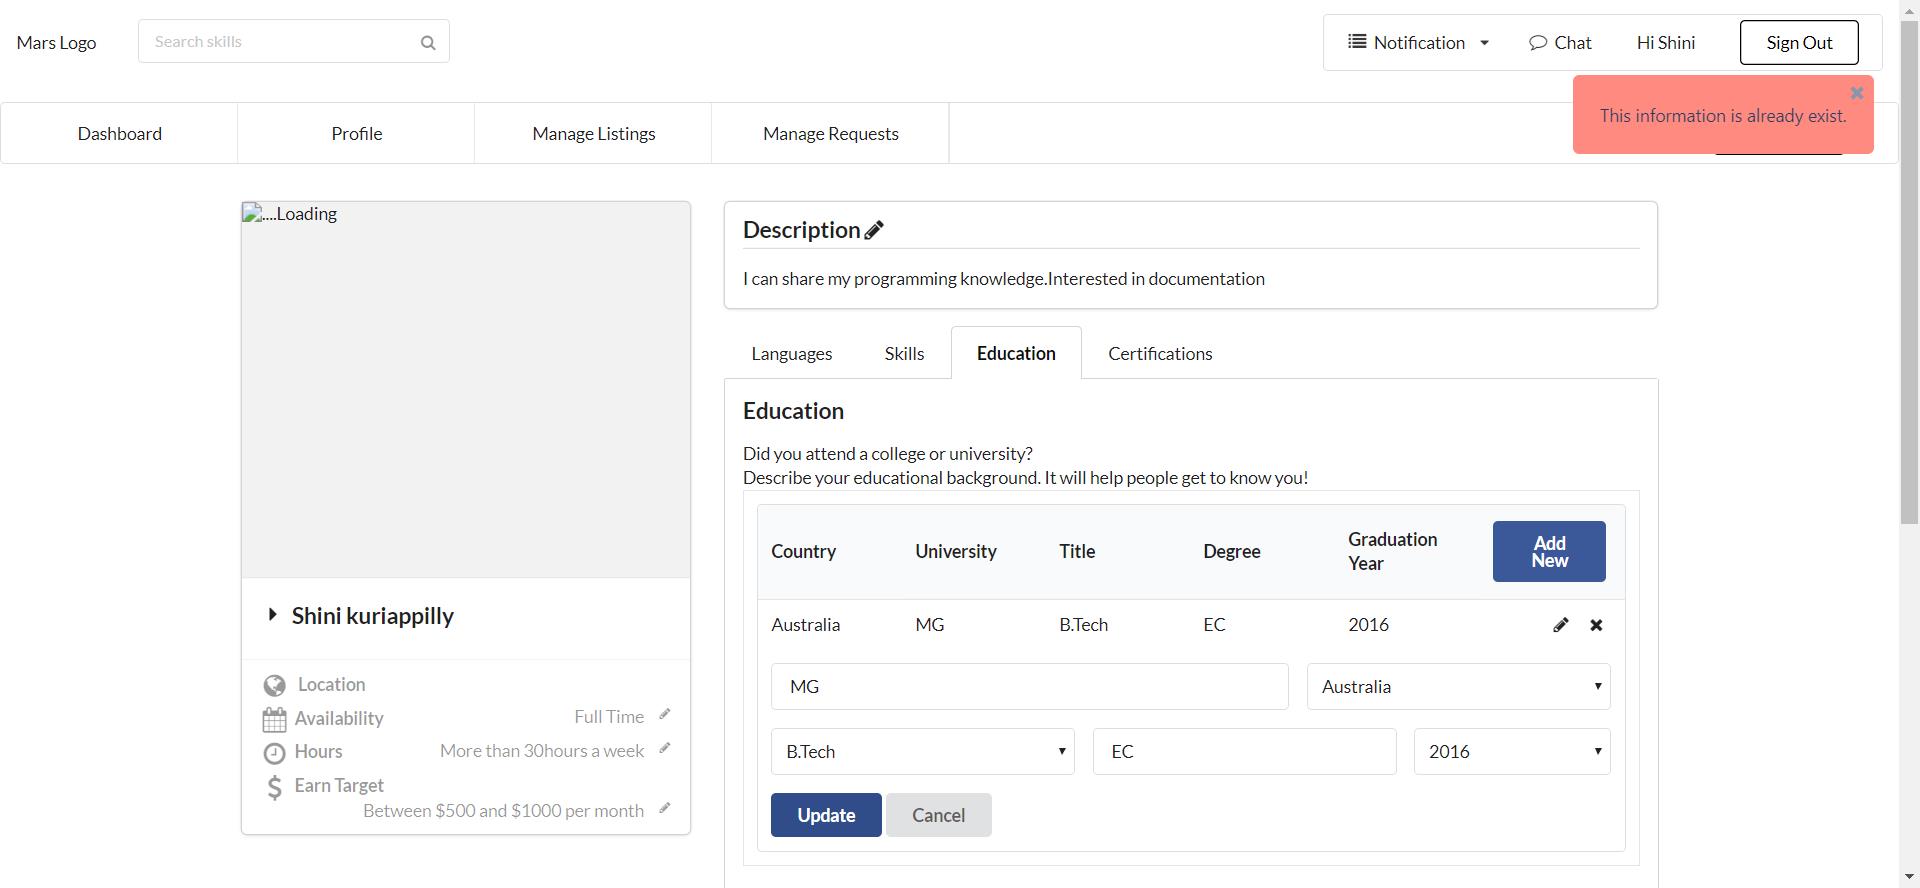 Mars Logo
Search skills
Notification
Chat
Hi Shini
Sign Out
This information is already exist.
Dashboard
Profile
Manage Listings
Manage Requests
....Loading
Shini kuriappilly
Location
Availability
Full Time
Hours
More than 30hours a week
Earn Target
Between $500 and $1000 per month
Description
I can share my programming knowledge.Interested in documentation
Languages
Skills
Education
Certifications
Education
Did you attend a college or university?
Describe your educational background. It will help people get to know you!
Country
University
Title
Degree
Graduation
Year
Add
New
Australia
MG
B.Tech
EC
2016
MG
Australia
B.Tech
EC
2016
Update
Cancel